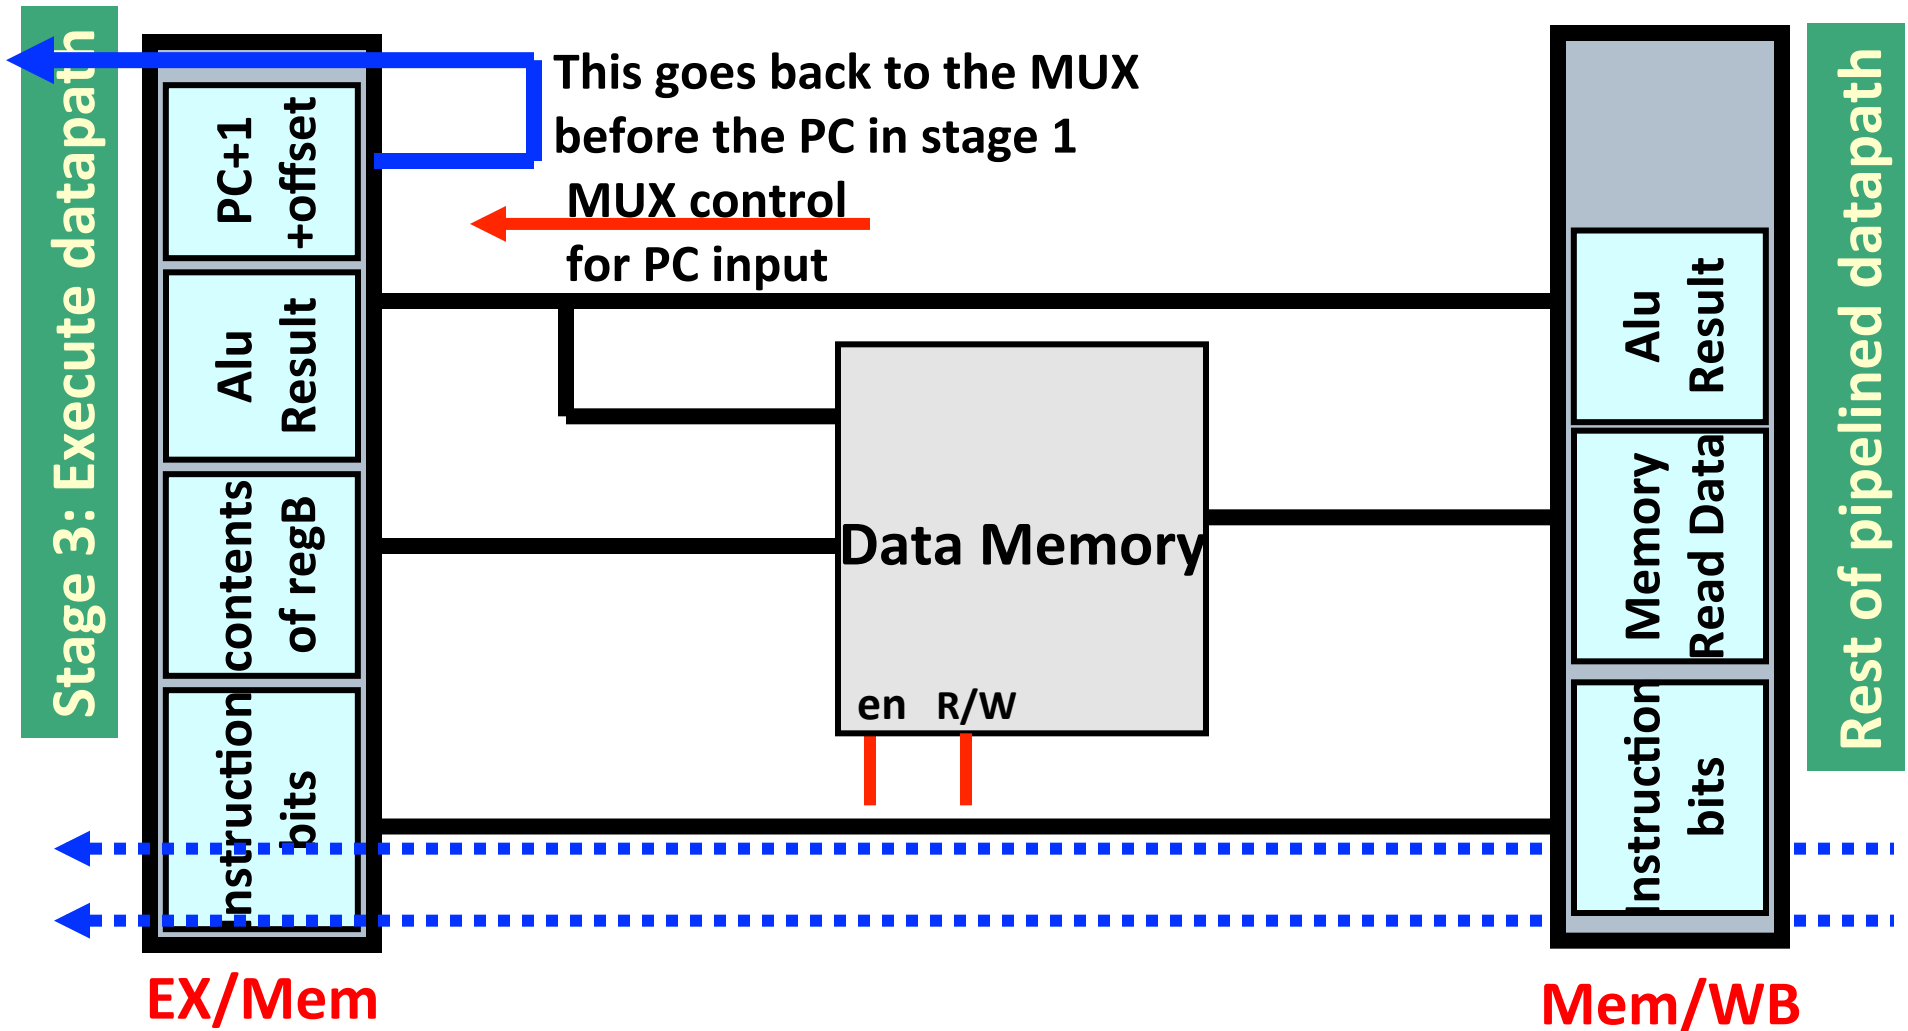 Stage 3: Execute datapath
PC+1
+offset
Alu
Result
contents
of regB
Instruction
bits
EX/Mem
This goes back to the MUX
before the PC in stage 1
MUX control
for PC input
Data Memory
en R/W
Alu
Result
Memory
Read Data
Instruction
bits
Mem/WB
Rest of pipelined datapath